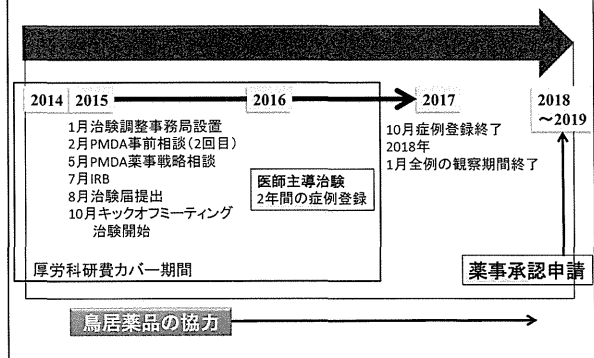 2014 2015 2016 2017 2018
～2019
1月治験調整事務局設置
2月PMDA事前相談(2回目)
5月PMDA薬事戦略相談
7月IRB
8月治験届提出
10月キックオフミーティング
治験開始
医師主導治験
2年間の症例登録
10月症例登録終了
2018年
1月全例の観察期間終了
厚労科研費カバー期間
薬事承認申請
鳥居薬品の協力